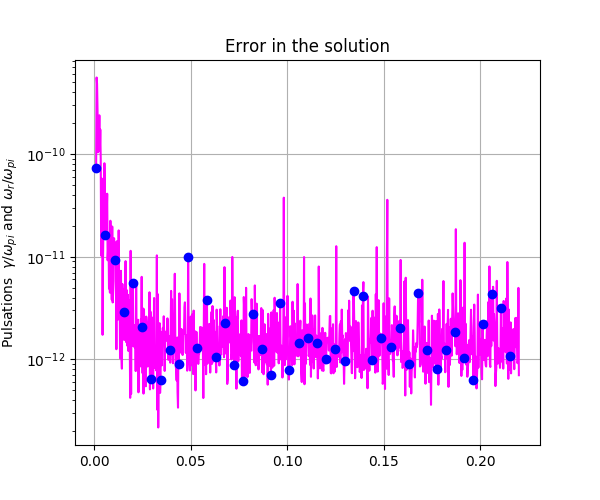 Error in the solution
Pulsations γ/ω_{pi} and ω_r/ω_{pi}
10^{-10}
10^{-11}
10^{-12}
0.00 0.05 0.10 0.15 0.20